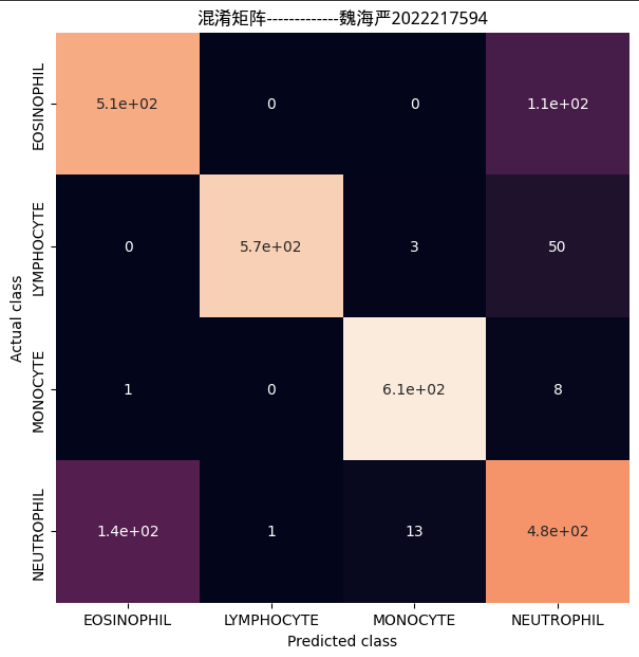 混淆矩阵-------------魏海严2022217594
EOSINOPHIL
5.1e+02 0 0 1.1e+02
LYMPHOCYTE
0 5.7e+02 3 50
Actual class
MONOCYTE
1 0 6.1e+02 8
NEUTROPHIL
1.4e+02 1 13 4.8e+02
EOSINOPHIL LYMPHOCYTE MONOCYTE NEUTROPHIL
Predicted class